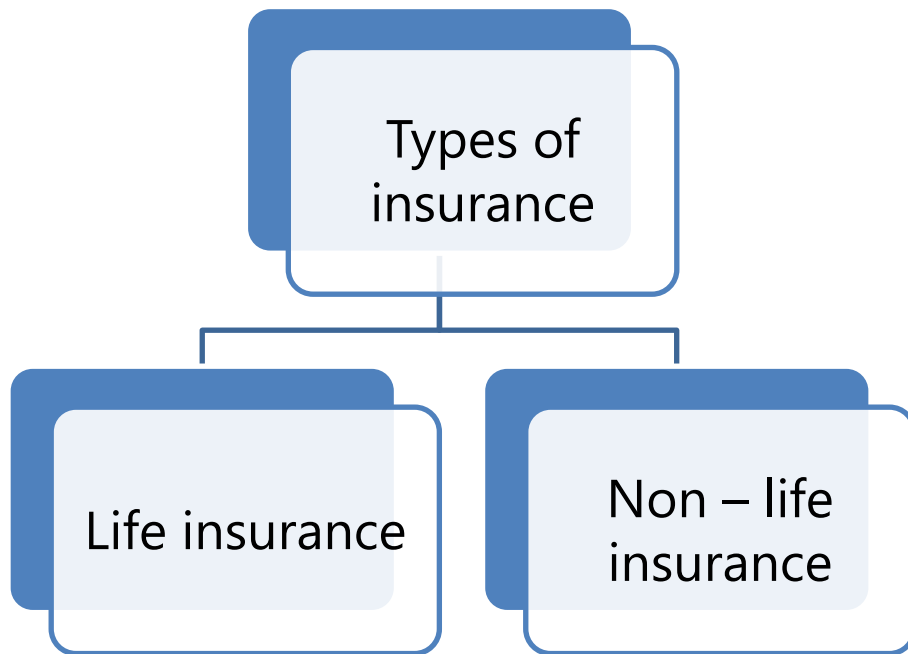 Types of
insurance
Life insurance
Non – life
insurance